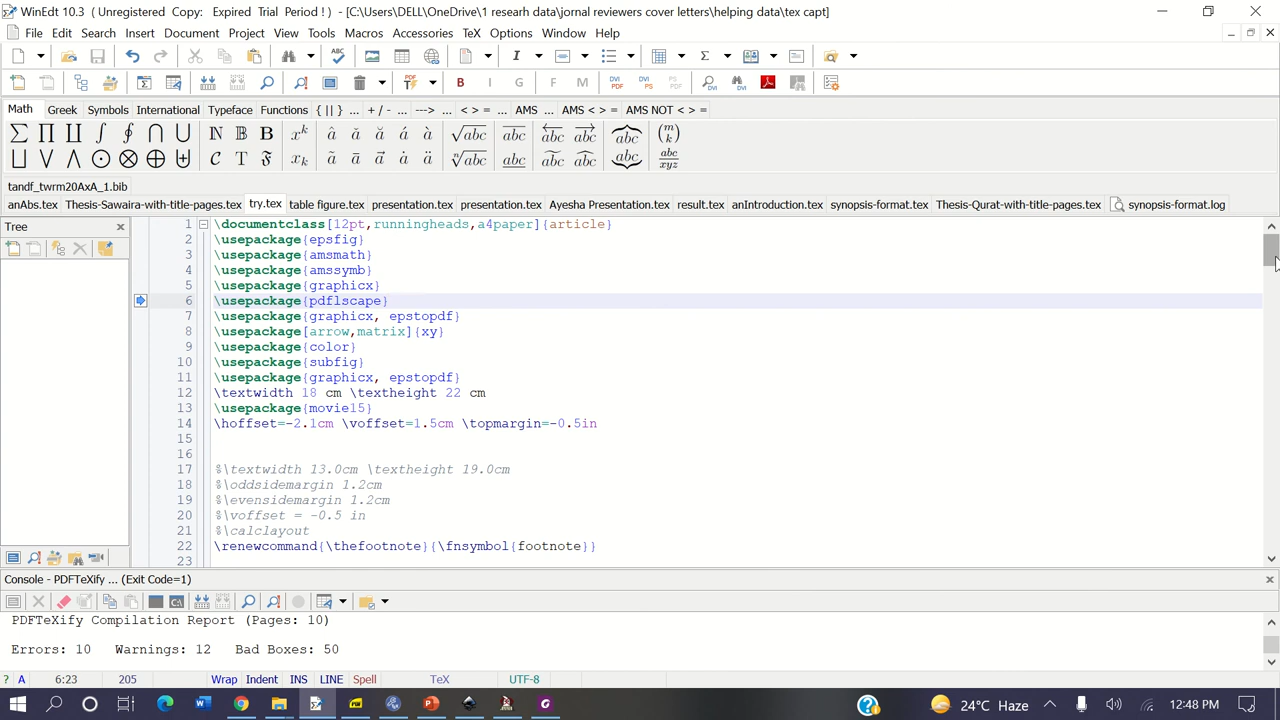 WinEdt 10.3 (Unregistered Copy: Expired Trial Period ! ) - [C:\Users\DELL\OneDrive\1 researh data\jornal reviewers cover letters\helping data\tex capt]
File Edit Search Insert Document Project View Tools Macros Accessories TeX Options Window Help
B I G F M
Math Greek Symbols International Typeface Functions { || } ... + / - ... ---> ... < > = ... AMS ... AMS < > = AMS NOT < > =
tandf_twrm20AxA_1.bib
anAbs.tex Thesis-Sawaira-with-title-pages.tex try.tex table figure.tex presentation.tex presentation.tex Ayesha Presentation.tex result.tex anIntroduction.tex synopsis-format.tex Thesis-Qurat-with-title-pages.tex synopsis-format.log
Tree
1 \documentclass[12pt,runningheads,a4paper]{article}
2 \usepackage{epsfig}
3 \usepackage{amsmath}
4 \usepackage{amssymb}
5 \usepackage{graphicx}
6 \usepackage{pdflscape}
7 \usepackage{graphicx, epstopdf}
8 \usepackage[arrow,matrix]{xy}
9 \usepackage{color}
10 \usepackage{subfig}
11 \usepackage{graphicx, epstopdf}
12 \textwidth 18 cm \textheight 22 cm
13 \usepackage{movie15}
14 \hoffset=-2.1cm \voffset=1.5cm \topmargin=-0.5in
15
16
17 %\textwidth 13.0cm \textheight 19.0cm
18 %\oddsidemargin 1.2cm
19 %\evensidemargin 1.2cm
20 %\voffset = -0.5 in
21 %\calclayout
22 \renewcommand{\thefootnote}{\fnsymbol{footnote}}
23
Console - PDFTeXify ... (Exit Code=1)
PDFTeXify Compilation Report (Pages: 10)
Errors: 10 Warnings: 12 Bad Boxes: 50
? A 6:23 205 Wrap Indent INS LINE Spell TeX UTF-8
24°C Haze 12:48 PM